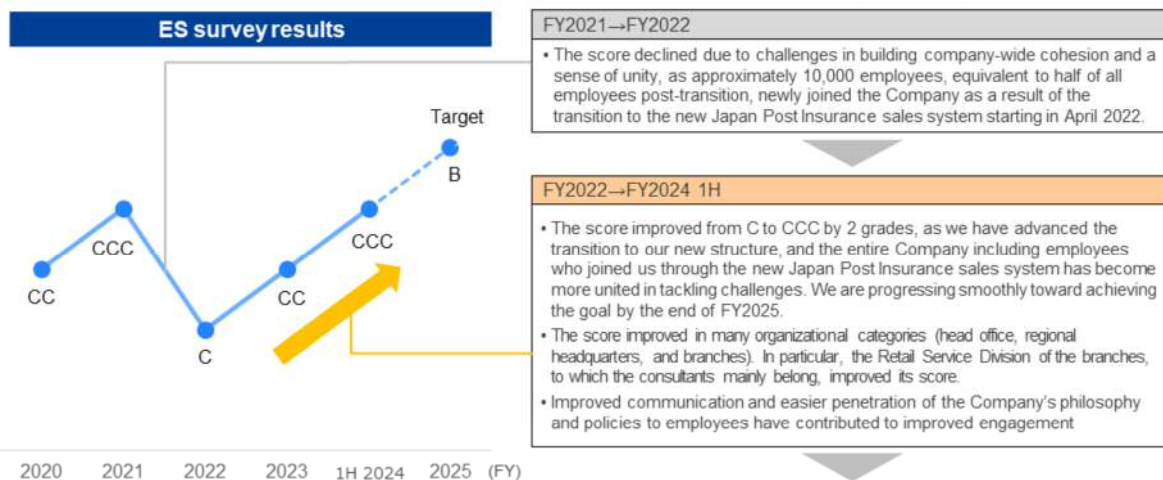 ES survey results
Target
B
CCC
CCC
CC
CC
C
2020 2021 2022 2023 1H 2024 2025 (FY)
FY2021→FY2022
• The score declined due to challenges in building company-wide cohesion and a
sense of unity, as approximately 10,000 employees, equivalent to half of all
employees post-transition, newly joined the Company as a result of the
transition to the new Japan Post Insurance sales system starting in April 2022.
FY2022→FY2024 1H
• The score improved from C to CCC by 2 grades, as we have advanced the
transition to our new structure, and the entire Company including employees
who joined us through the new Japan Post Insurance sales system has become
more united in tackling challenges. We are progressing smoothly toward achieving
the goal by the end of FY2025.
• The score improved in many organizational categories (head office, regional
headquarters, and branches). In particular, the Retail Service Division of the branches,
to which the consultants mainly belong, improved its score.
• Improved communication and easier penetration of the Company's philosophy
and policies to employees have contributed to improved engagement